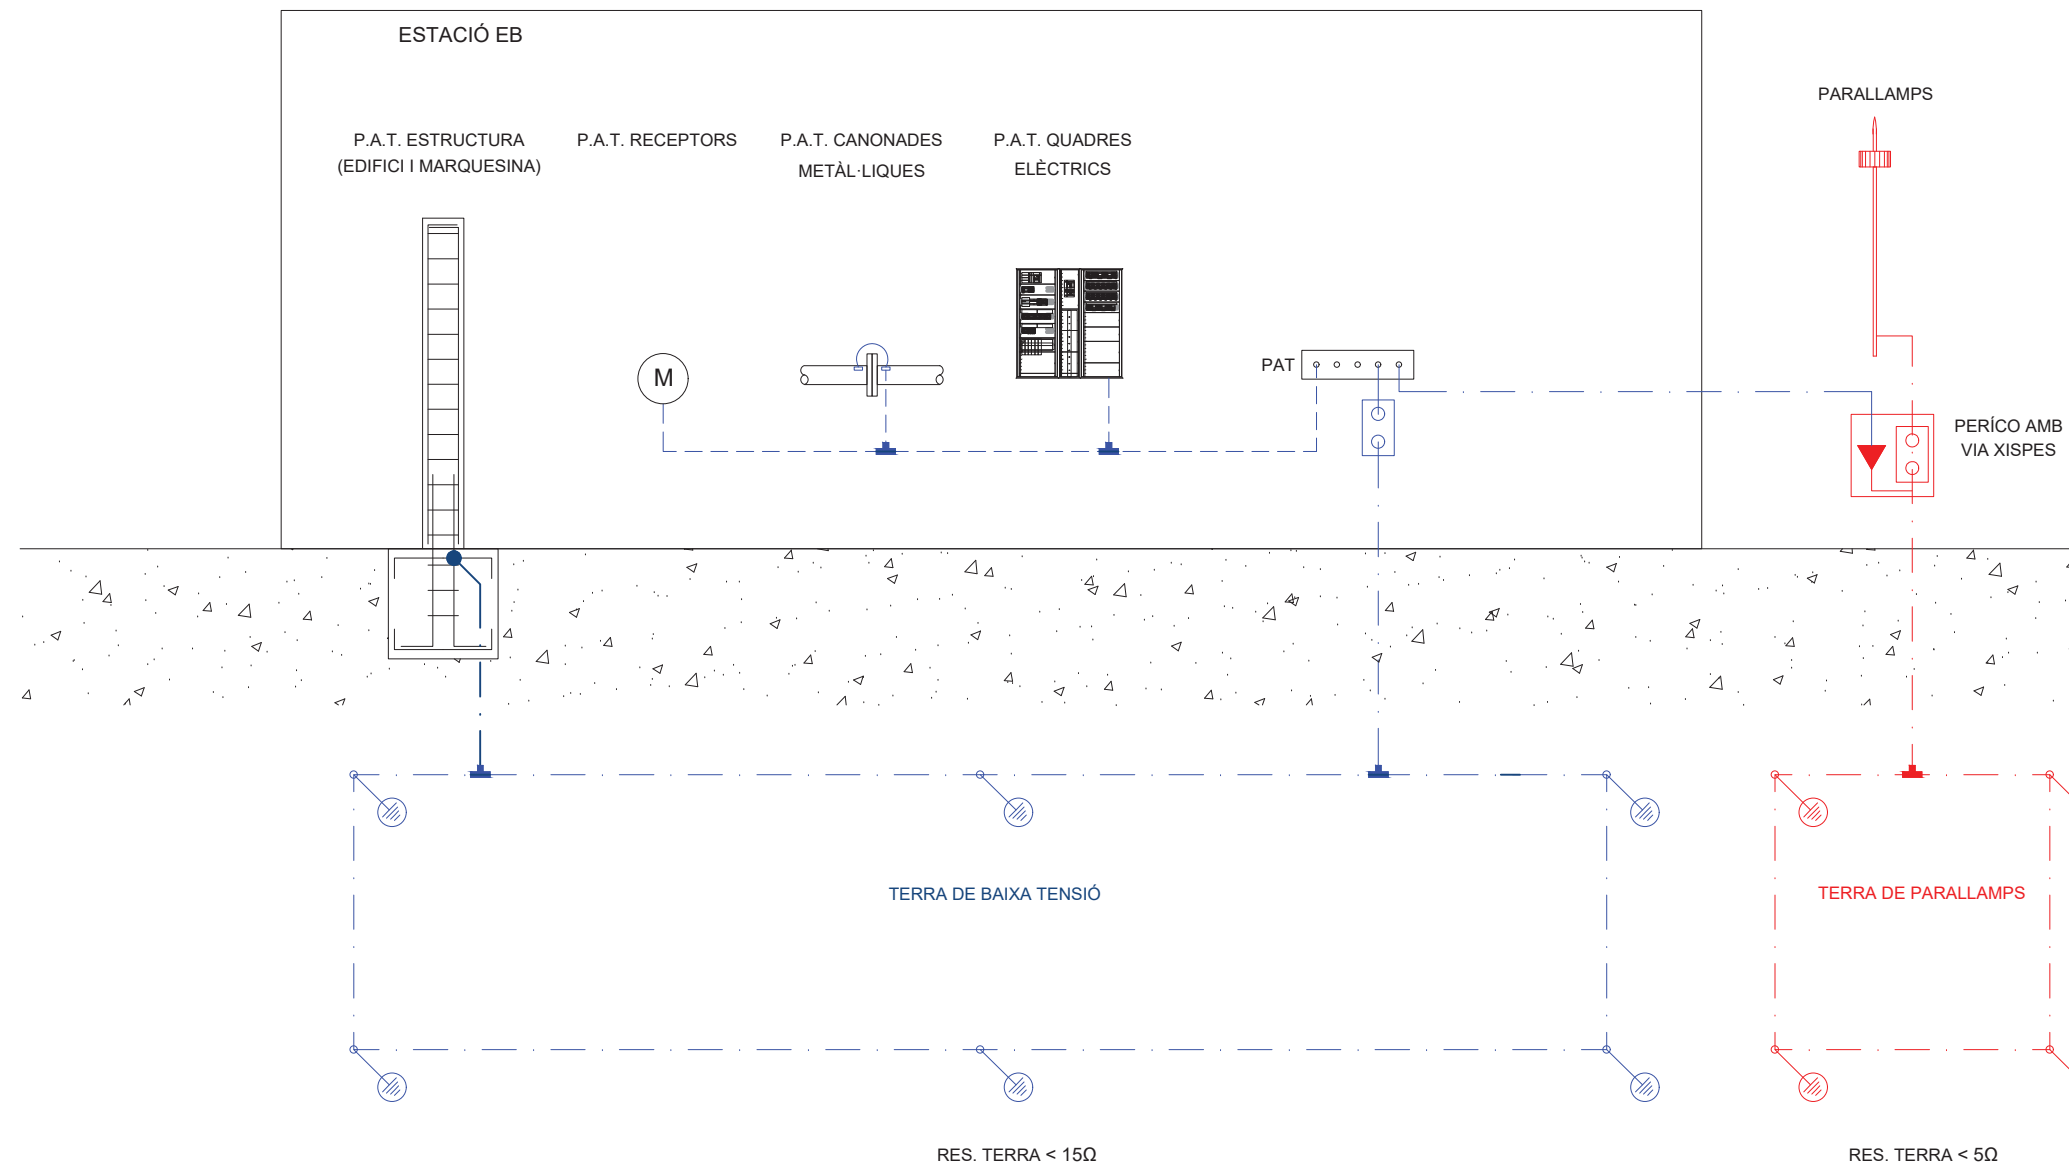 ESTACIÓ EB
PARALLAMPS
P.A.T. ESTRUCTURA
(EDIFICI I MARQUESINA)
P.A.T. RECEPTORS
P.A.T. CANONADES
METÀL·LIQUES
P.A.T. QUADRES
ELÈCTRICS
M
PAT
PERÍCO AMB
VIA XISPES
TERRA DE BAIXA TENSIÓ
TERRA DE PARALLAMPS
RES. TERRA < 15Ω
RES. TERRA < 5Ω